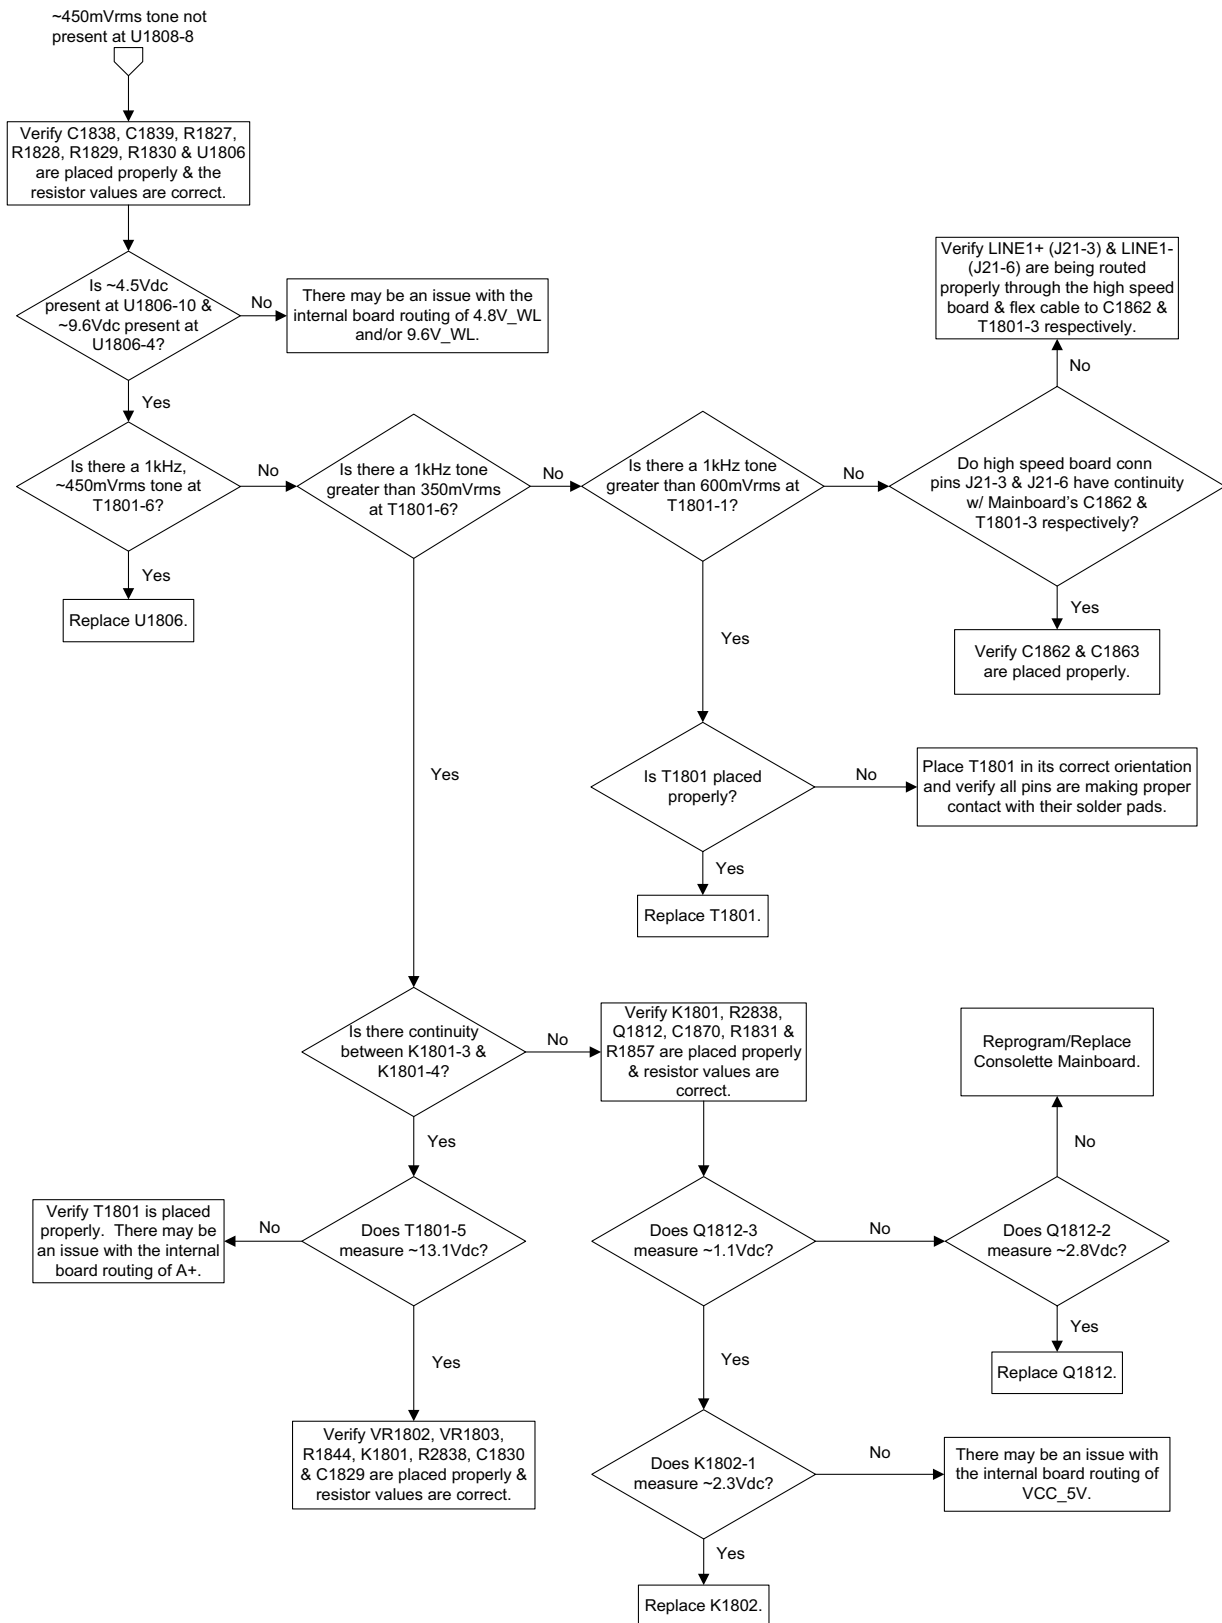 ~450mVrms tone not
present at U1808-8
Verify C1838, C1839, R1827,
R1828, R1829, R1830 & U1806
are placed properly & the
resistor values are correct.
Is ~4.5Vdc
present at U1806-10 &
~9.6Vdc present at
U1806-4?
No
There may be an issue with the
internal board routing of 4.8V_WL
and/or 9.6V_WL.
Verify LINE1+ (J21-3) & LINE1-
(J21-6) are being routed
properly through the high speed
board & flex cable to C1862 &
T1801-3 respectively.
No
Yes
Is there a 1kHz,
~450mVrms tone at
T1801-6?
No
Is there a 1kHz tone
greater than 350mVrms
at T1801-6?
No
Is there a 1kHz tone
greater than 600mVrms at
T1801-1?
No
Do high speed board conn
pins J21-3 & J21-6 have continuity
w/ Mainboard's C1862 &
T1801-3 respectively?
Yes
Replace U1806.
Yes
Verify C1862 & C1863
are placed properly.
Yes
Yes
Is T1801 placed
properly?
No
Place T1801 in its correct orientation
and verify all pins are making proper
contact with their solder pads.
Yes
Replace T1801.
Is there continuity
between K1801-3 &
K1801-4?
No
Verify K1801, R2838,
Q1812, C1870, R1831 &
R1857 are placed properly
& resistor values are
correct.
Reprogram/Replace
Consolette Mainboard.
No
Yes
Verify T1801 is placed
properly.  There may be
an issue with the internal
board routing of A+.
No
Does T1801-5
measure ~13.1Vdc?
Does Q1812-3
measure ~1.1Vdc?
No
Does Q1812-2
measure ~2.8Vdc?
Yes
Replace Q1812.
Yes
Yes
Verify VR1802, VR1803,
R1844, K1801, R2838, C1830
& C1829 are placed properly &
resistor values are correct.
Does K1802-1
measure ~2.3Vdc?
No
There may be an issue with
the internal board routing of
VCC_5V.
Yes
Replace K1802.